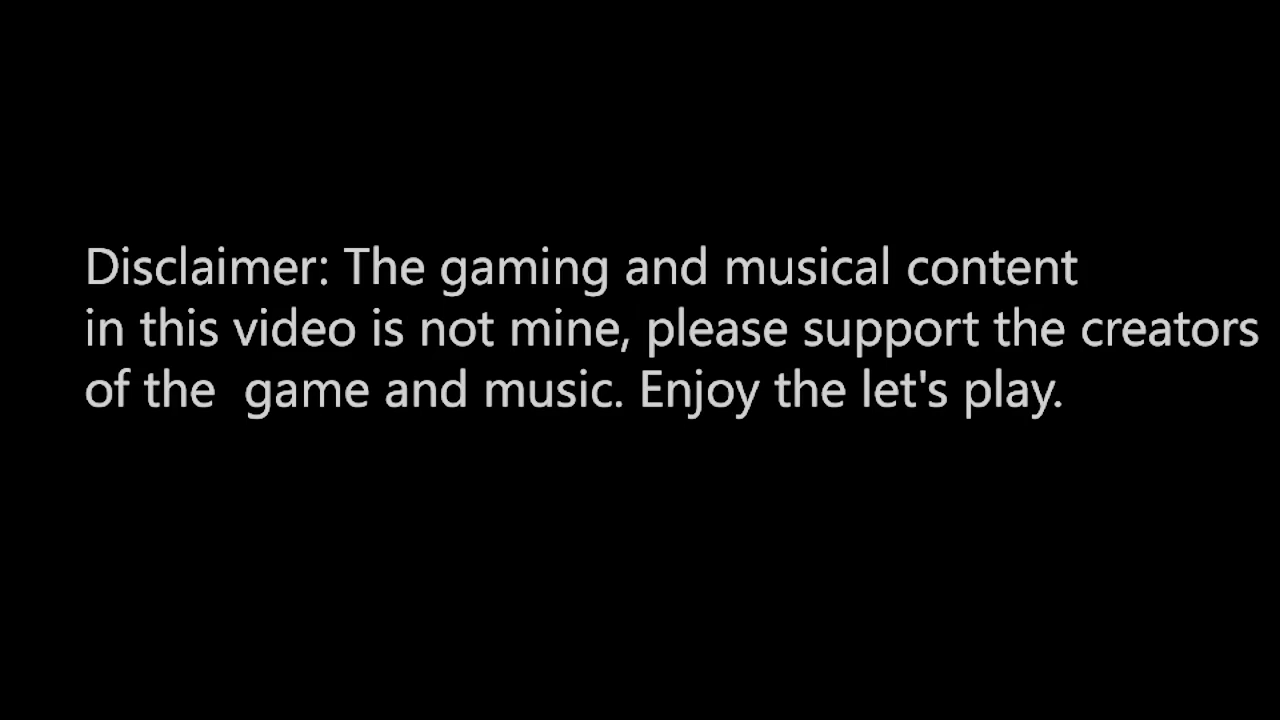 Disclaimer: The gaming and musical content
in this video is not mine, please support the creators
of the  game and music. Enjoy the let's play.